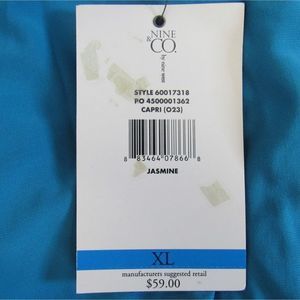 NINE
& CO.
by nine west
STYLE 60017318
PO 4500001362
CAPRI (O23)
8 83464 07866 8
JASMINE
XL
manufacturers suggested retail
$59.00